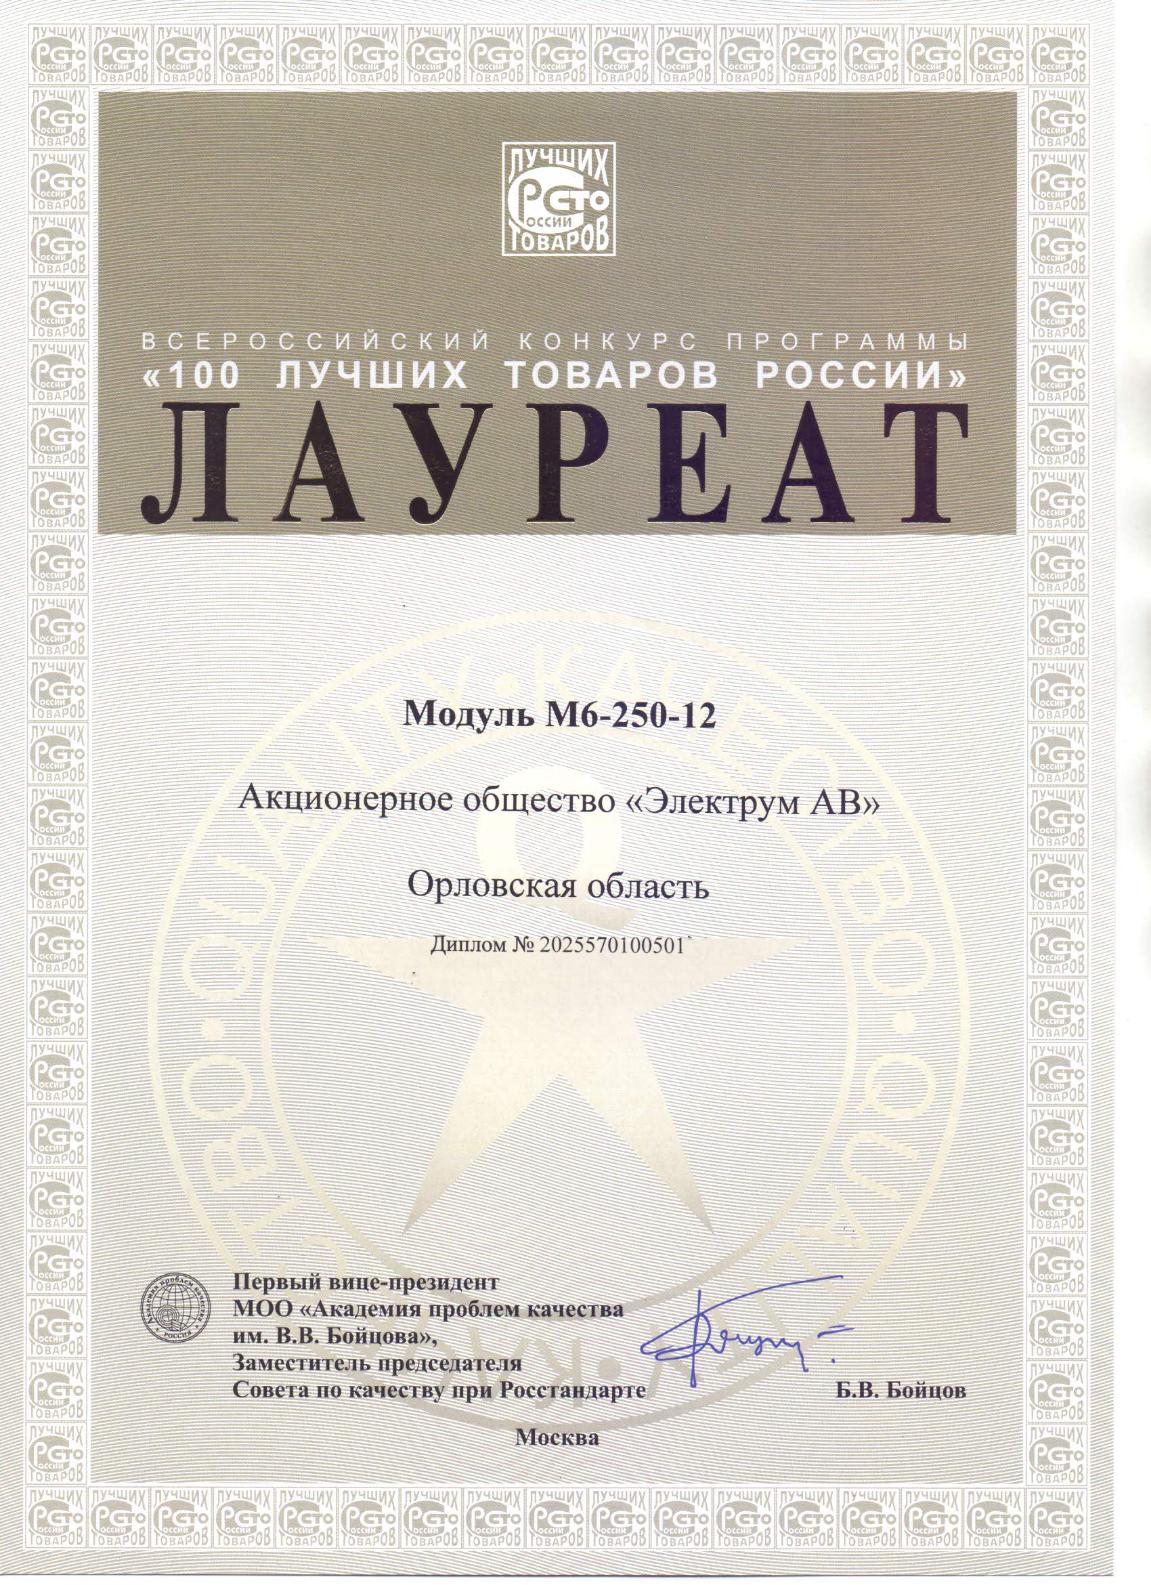 ЛУЧШИХ
СТО
РОССИИ
ТОВАРОВ
ВСЕРОССИЙСКИЙ КОНКУРС ПРОГРАММЫ
«100 ЛУЧШИХ ТОВАРОВ РОССИИ»
ЛАУРЕАТ
Модуль М6-250-12
Акционерное общество «Электрум АВ»
Орловская область
Диплом № 2025570100501
Первый вице-президент
МОО «Академия проблем качества
им. В.В. Бойцова»,
Заместитель председателя
Совета по качеству при Росстандарте
Б.В. Бойцов
Москва